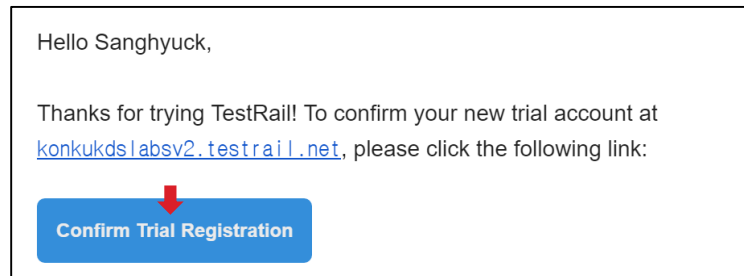 Hello Sanghyuck,
Thanks for trying TestRail! To confirm your new trial account at
konkukdslabsv2.testrail.net, please click the following link:
Confirm Trial Registration